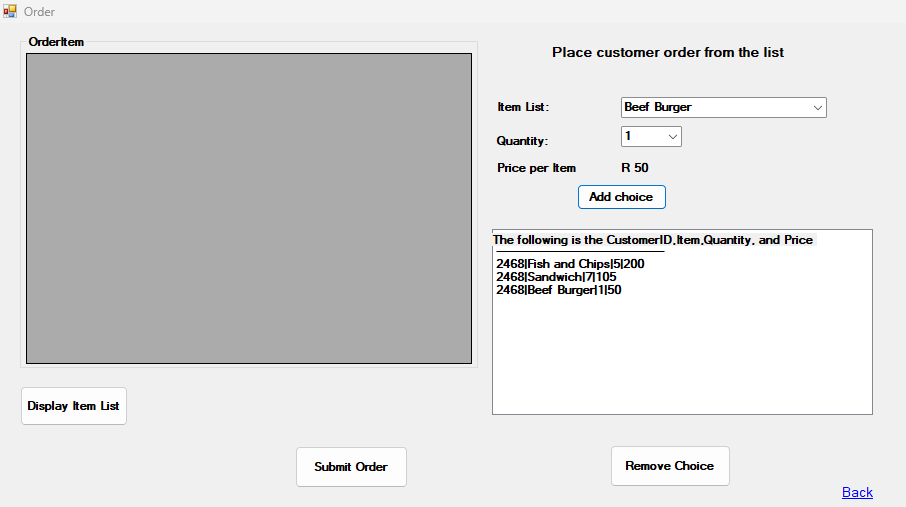 Order
OrderItem
Place customer order from the list
Item List:
Beef Burger
Quantity:
1
Price per Item
R 50
Add choice
The following is the CustomerID,Item,Quantity, and Price
2468|Fish and Chips|5|200
2468|Sandwich|7|105
2468|Beef Burger|1|50
Display Item List
Submit Order
Remove Choice
Back